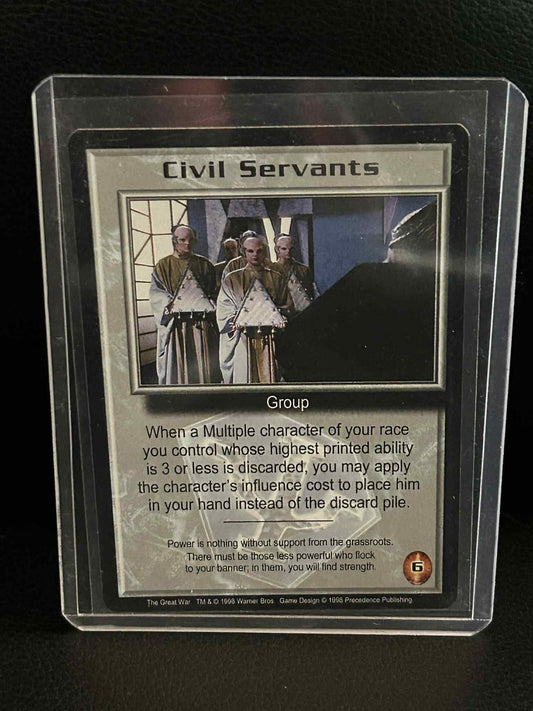 Civil Servants
Group
When a Multiple character of your race
you control whose highest printed ability
is 3 or less is discarded, you may apply
the character's influence cost to place him
in your hand instead of the discard pile.
Power is nothing without support from the grassroots.
There must be those less powerful who flock
to your banner; in them, you will find strength.
6
The Great War TM & © 1998 Warner Bros. Game Design © 1998 Precedence Publishing